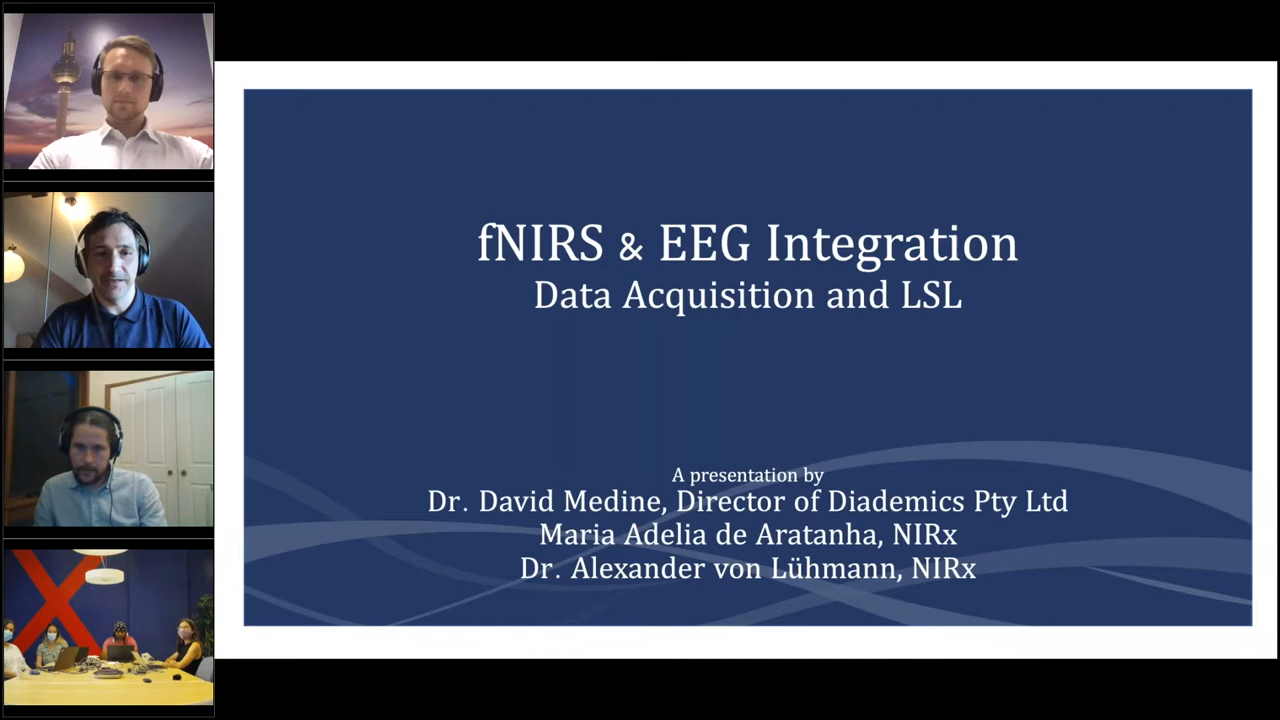 fNIRS & EEG Integration
Data Acquisition and LSL
A presentation by
Dr. David Medine, Director of Diademics Pty Ltd
Maria Adelia de Aratanha, NIRx
Dr. Alexander von Lühmann, NIRx